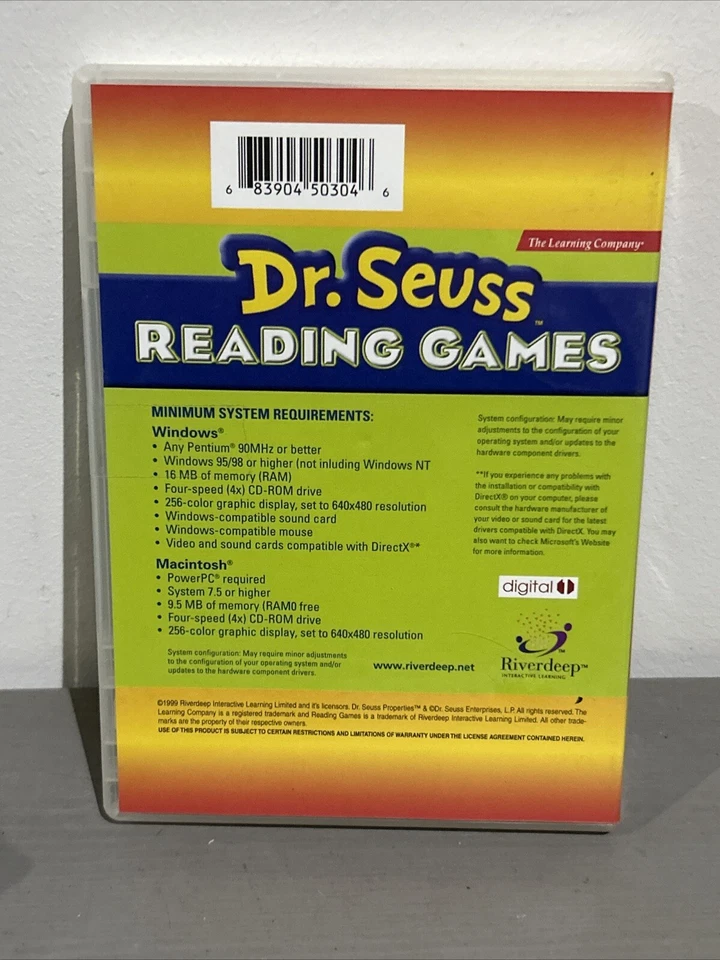 6 83904 50304 6
The Learning Company®
Dr. Seuss™
READING GAMES
MINIMUM SYSTEM REQUIREMENTS:
Windows®
• Any Pentium® 90MHz or better
• Windows 95/98 or higher (not inluding Windows NT
• 16 MB of memory (RAM)
• Four-speed (4x) CD-ROM drive
• 256-color graphic display, set to 640x480 resolution
• Windows-compatible sound card
• Windows-compatible mouse
• Video and sound cards compatible with DirectX®*
Macintosh®
• PowerPC® required
• System 7.5 or higher
• 9.5 MB of memory (RAM0 free
• Four-speed (4x) CD-ROM drive
• 256-color graphic display, set to 640x480 resolution
System configuration: May require minor adjustments
to the configuration of your operating system and/or
updates to the hardware component drivers.
System configuration: May require minor
adjustments to the configuration of your
operating system and/or updates to the
hardware component drivers.
**If you experience any problems with
the installation or compatibility with
DirectX® on your computer, please
consult the hardware manufacturer of
your video or sound card for the latest
drivers compatible with DirectX. You may
also want to check Microsoft's Website
for more information.
digital 1
www.riverdeep.net
Riverdeep™
INTERACTIVE LEARNING
,
©1999 Riverdeep Interactive Learning Limited and it's licensors. Dr. Seuss Properties™ & ©Dr. Seuss Enterprises, L.P. All rights reserved. The
Learning Company is a registered trademark and Reading Games is a trademark of Riverdeep Interactive Learning Limited. All other trade-
marks are the property of their respective owners.
USE OF THIS PRODUCT IS SUBJECT TO CERTAIN RESTRICTIONS AND LIMITATIONS OF WARRANTY UNDER THE LICENSE AGREEMENT CONTAINED HEREIN.